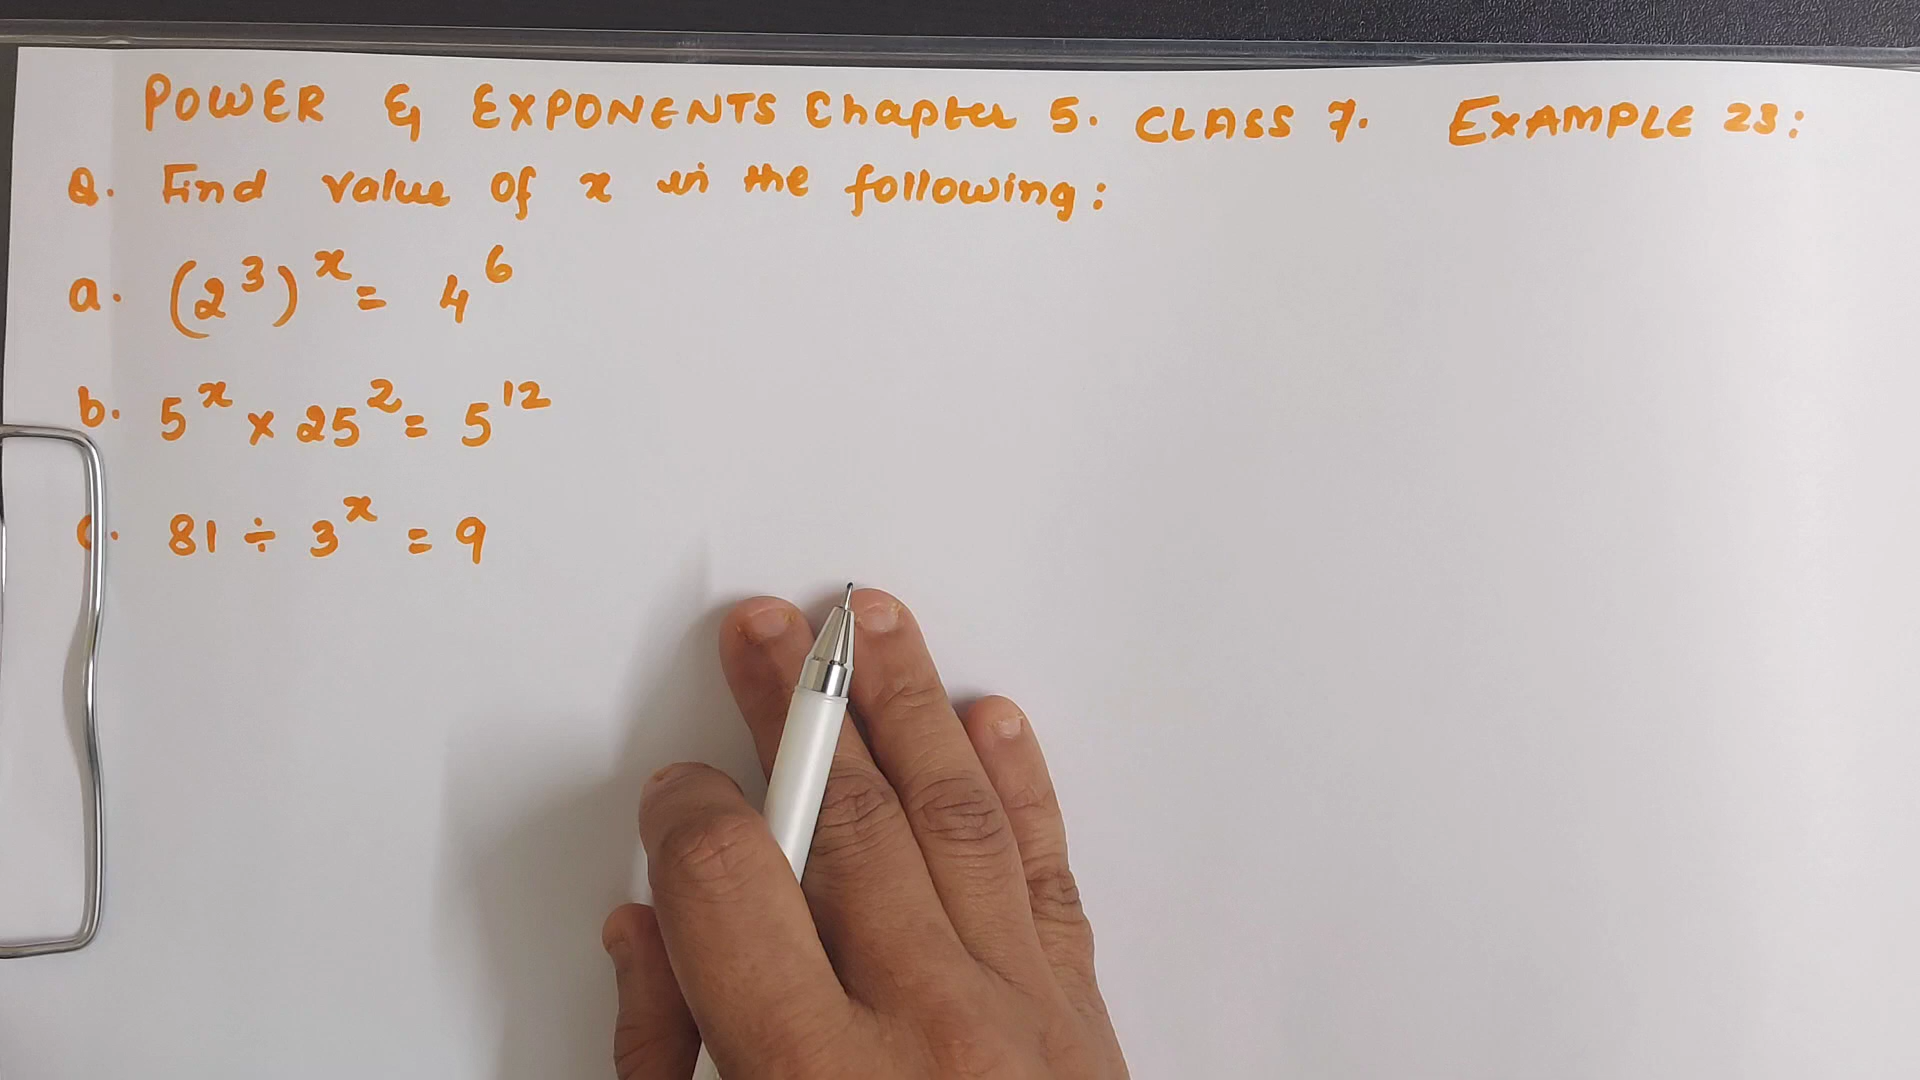 POWER & EXPONENTS Chapter 5. CLASS 7. EXAMPLE 23:
Q. Find value of x in the following:
a. (2³)ˣ = 4⁶
b. 5ˣ × 25² = 5¹²
c. 81 ÷ 3ˣ = 9